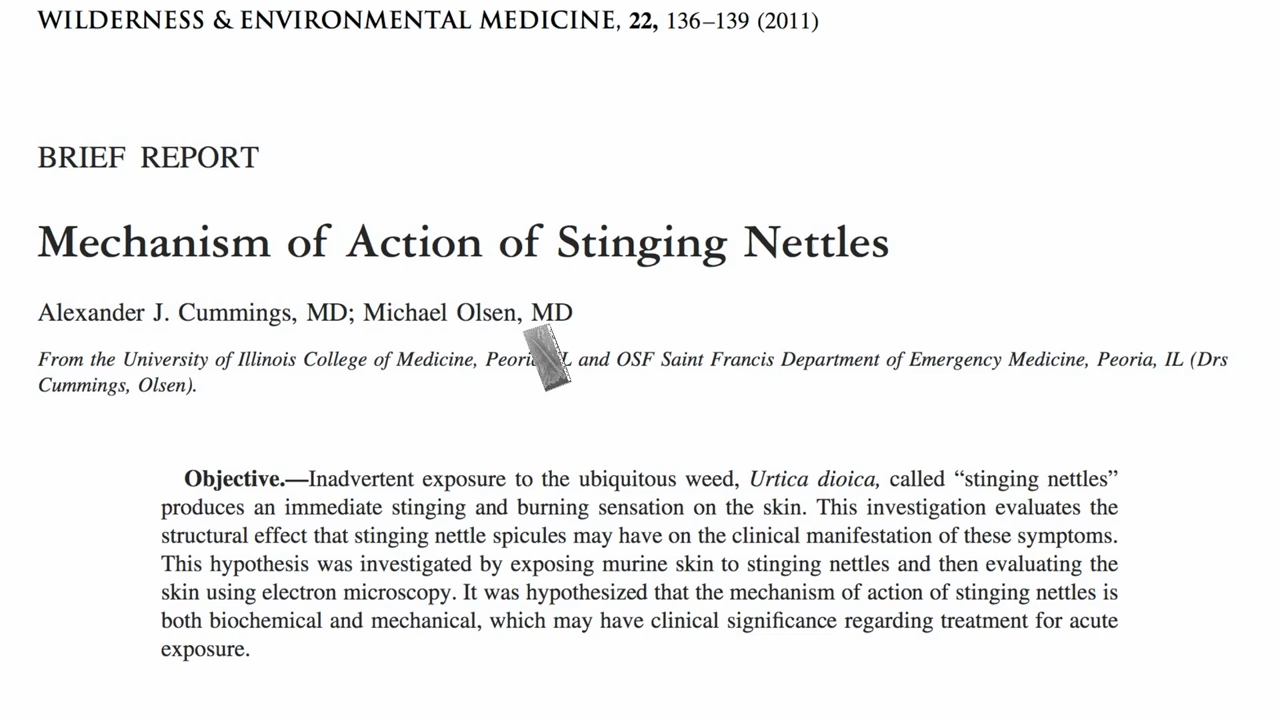 WILDERNESS & ENVIRONMENTAL MEDICINE, 22, 136–139 (2011)
BRIEF REPORT
Mechanism of Action of Stinging Nettles
Alexander J. Cummings, MD; Michael Olsen, MD
From the University of Illinois College of Medicine, and OSF Saint Francis Department of Emergency Medicine, Peoria, IL (Drs
Cummings, Olsen).
Objective.—Inadvertent exposure to the ubiquitous weed, Urtica dioica, called “stinging nettles”
produces an immediate stinging and burning sensation on the skin. This investigation evaluates the
structural effect that stinging nettle spicules may have on the clinical manifestation of these symptoms.
This hypothesis was investigated by exposing murine skin to stinging nettles and then evaluating the
skin using electron microscopy. It was hypothesized that the mechanism of action of stinging nettles is
both biochemical and mechanical, which may have clinical significance regarding treatment for acute
exposure.